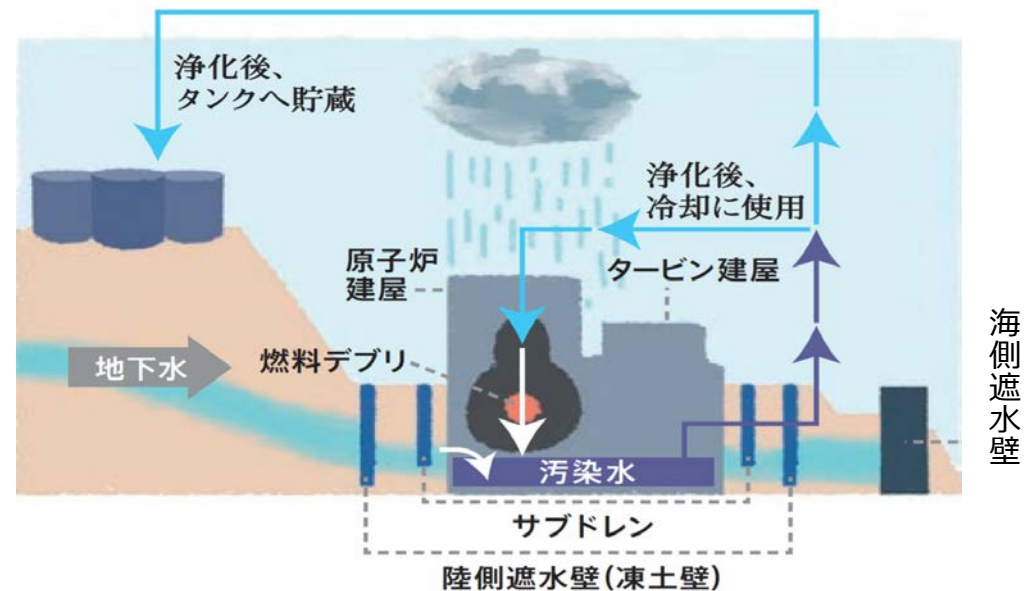 浄化後、
タンクへ貯蔵
浄化後、
冷却に使用
原子炉
建屋
タービン建屋
燃料デブリ
地下水
汚染水
サブドレン
陸側遮水壁(凍土壁)
海側遮水壁